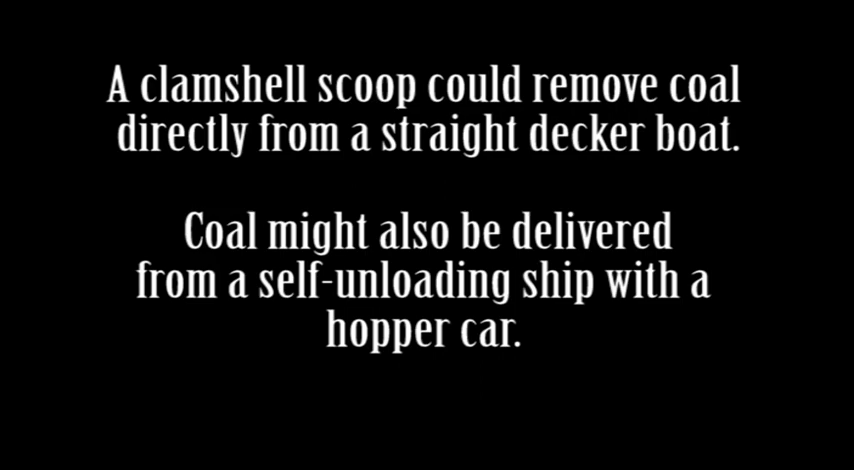 A clamshell scoop could remove coal
directly from a straight decker boat.
Coal might also be delivered
from a self-unloading ship with a
hopper car.